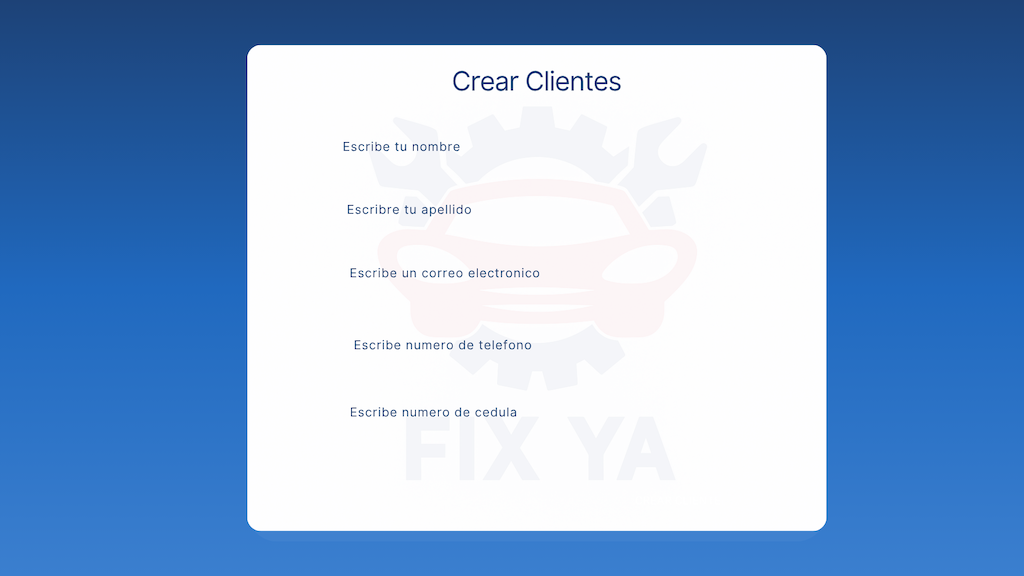 Crear Clientes
Escribe tu nombre
Escribre tu apellido
Escribe un correo electronico
Escribe numero de telefono
Escribe numero de cedula
FIX YA